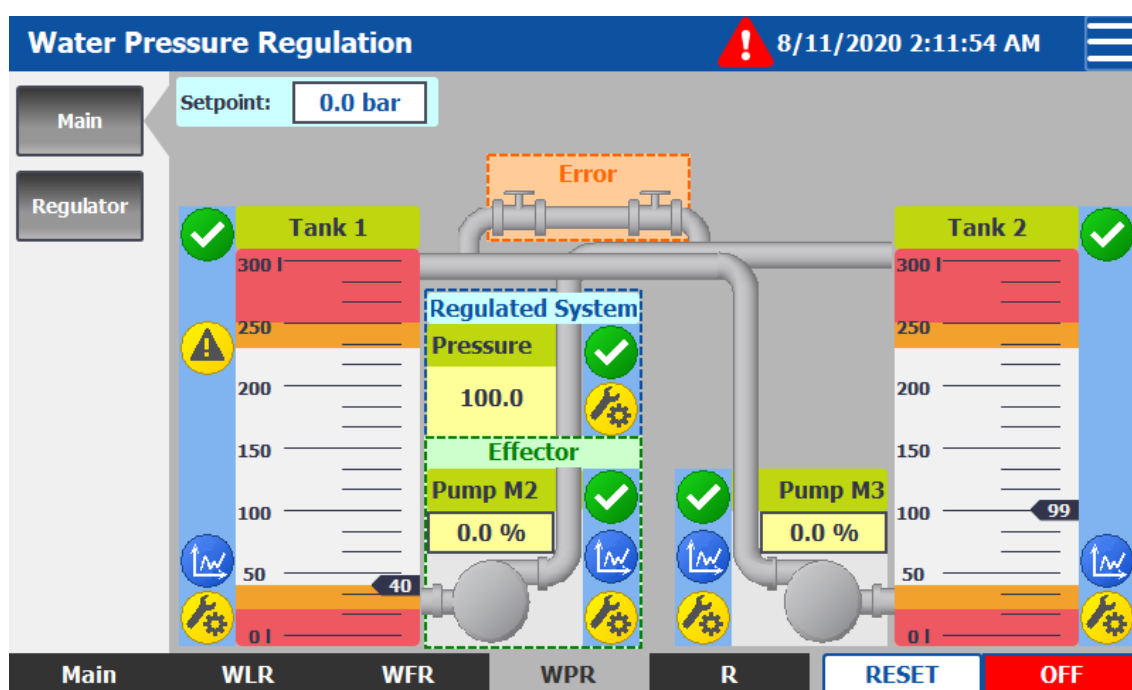 Water Pressure Regulation
8/11/2020 2:11:54 AM
Main
Setpoint: 0.0 bar
Regulator
Error
Tank 1
Tank 2
300 l
300 l
Regulated System
250
250
Pressure
200
100.0
200
150
Effector
150
Pump M2
Pump M3
100
0.0 %
0.0 %
100
99
50
40
50
0 l
0 l
Main WLR WFR WPR R RESET OFF